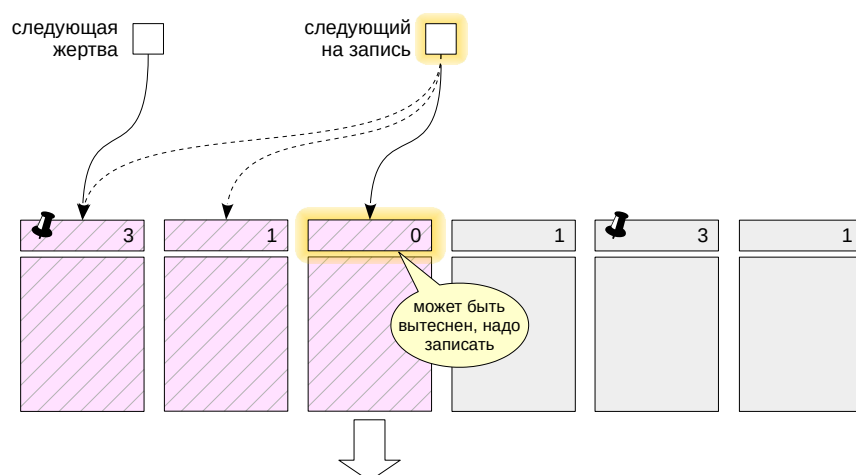 следующая
жертва
следующий
на запись
3
1
0
1
3
1
может быть
вытеснен, надо
записать